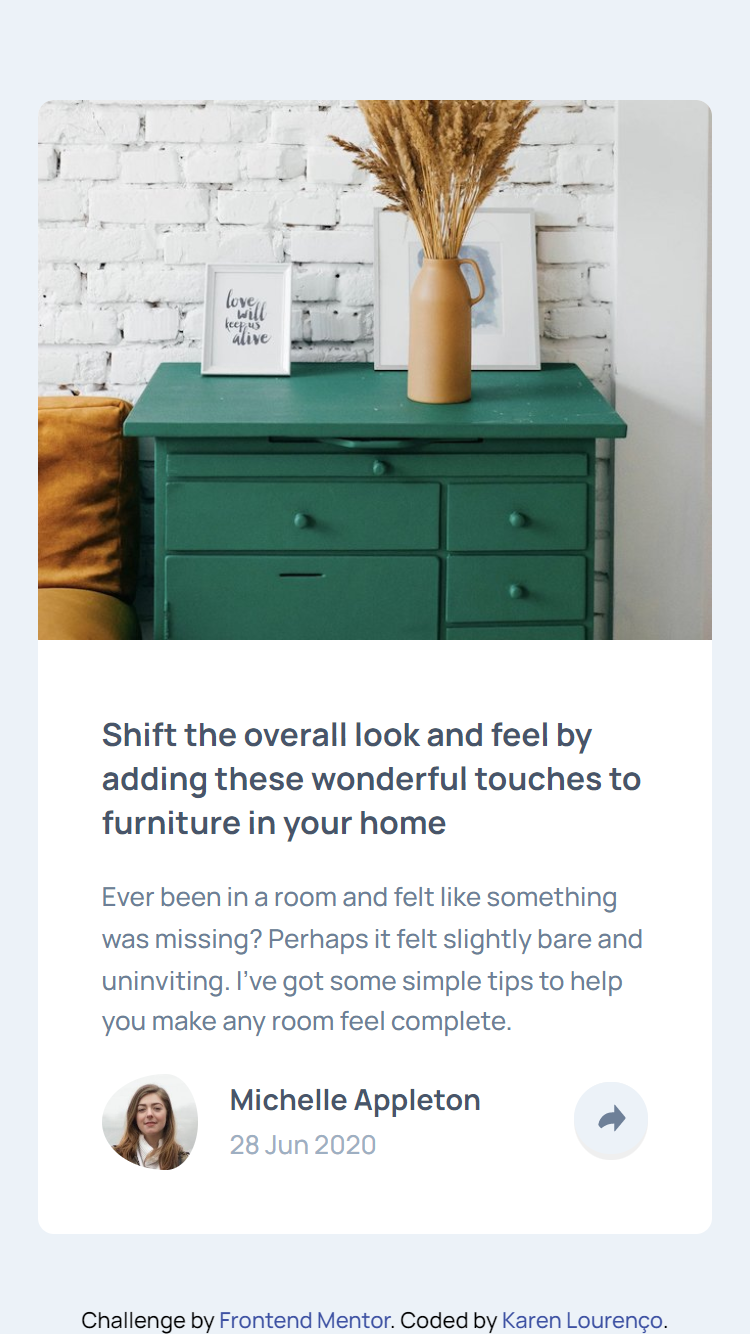 love
will
keep us
alive
Shift the overall look and feel by
adding these wonderful touches to
furniture in your home
Ever been in a room and felt like something
was missing? Perhaps it felt slightly bare and
uninviting. I’ve got some simple tips to help
you make any room feel complete.
Michelle Appleton
28 Jun 2020
Challenge by Frontend Mentor. Coded by Karen Lourenço.